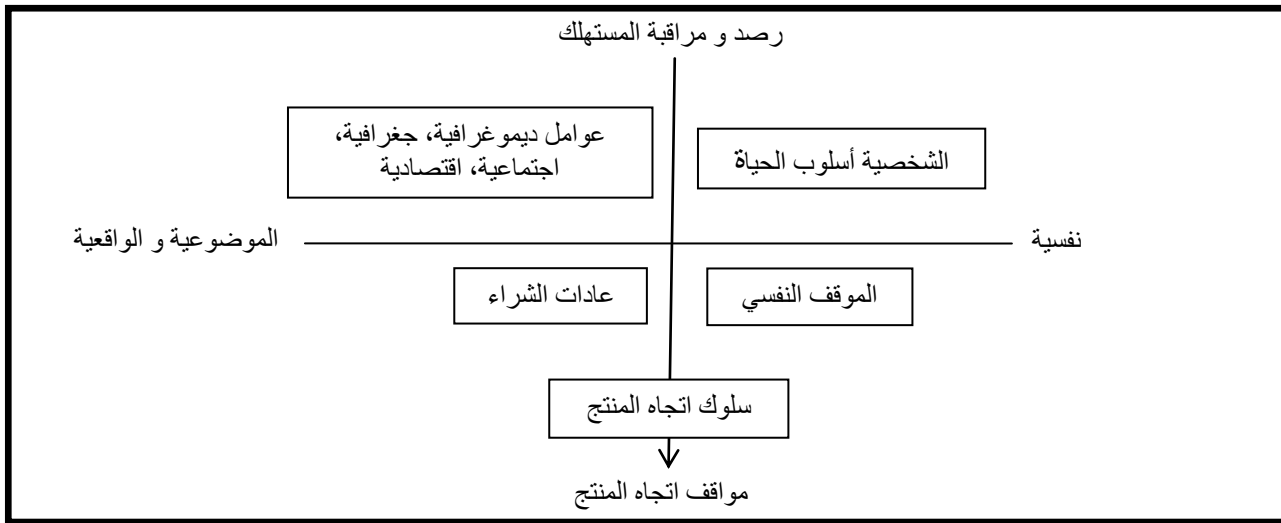 رصد و مراقبة المستهلك
الشخصية أسلوب الحياة
عوامل ديموغرافية، جغرافية،
اجتماعية، اقتصادية
نفسية
الموضوعية و الواقعية
الموقف النفسي
عادات الشراء
سلوك اتجاه المنتج
مواقف اتجاه المنتج